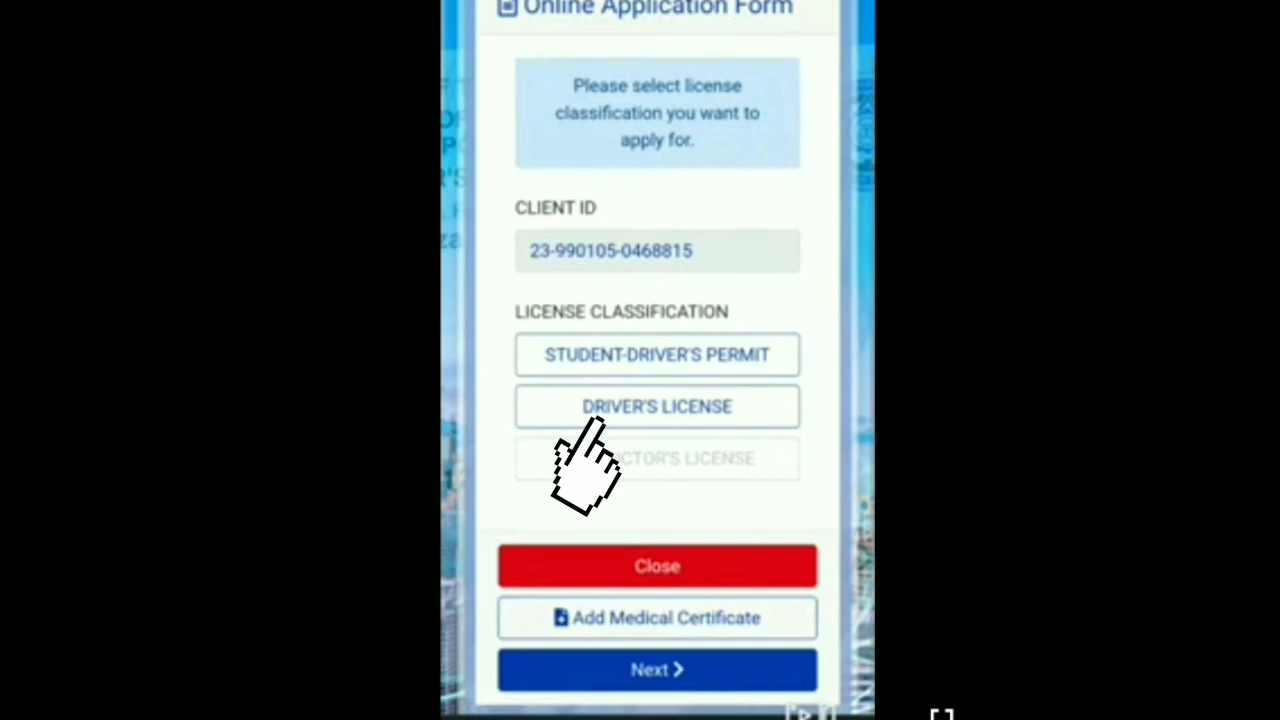 Online Application Form
Please select license
classification you want to
apply for.
CLIENT ID
23-990105-0468815
LICENSE CLASSIFICATION
STUDENT-DRIVER'S PERMIT
DRIVER'S LICENSE
LICENSE
Close
Add Medical Certificate
Next